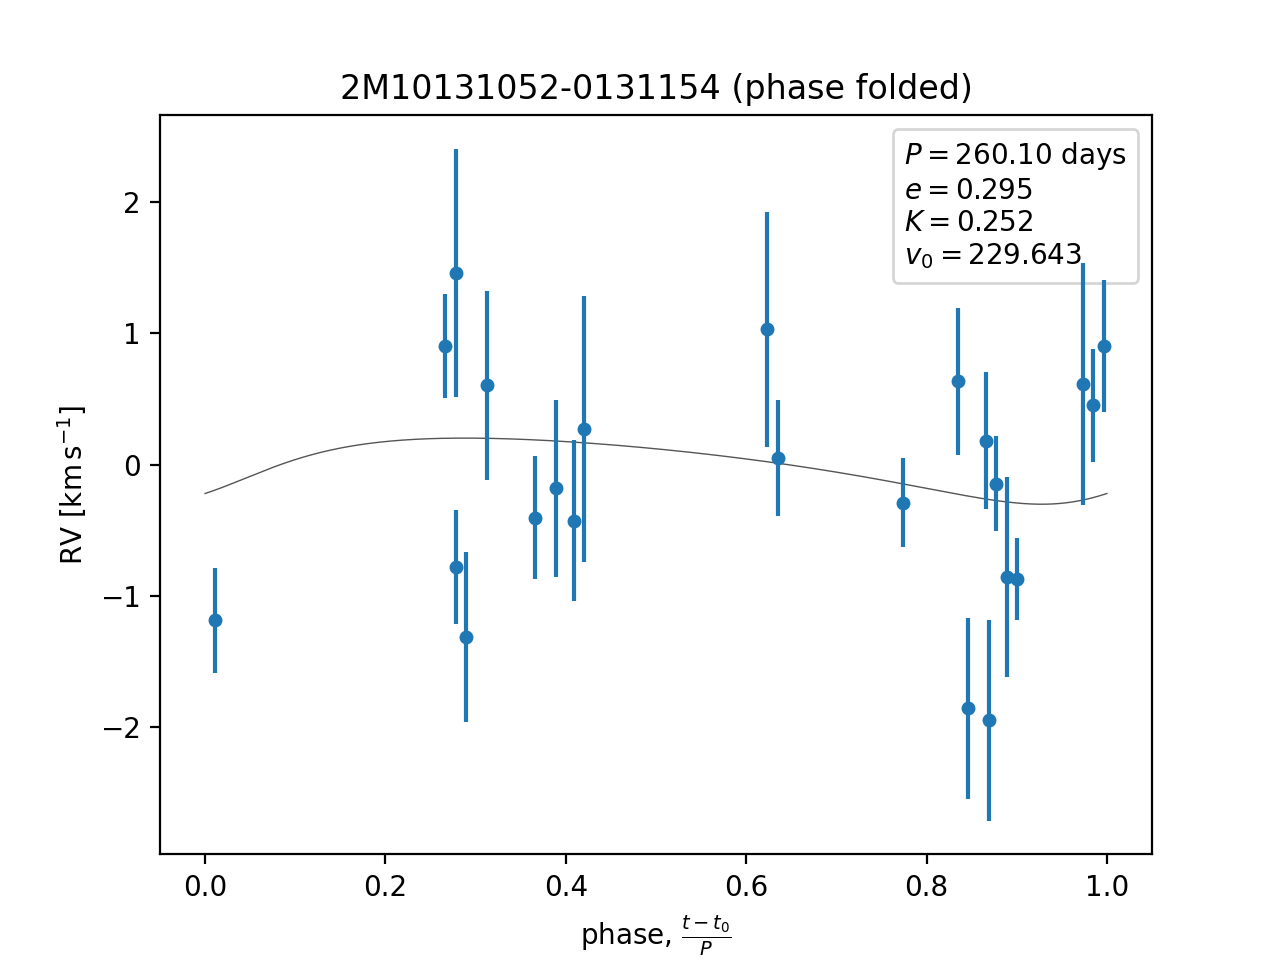 2M10131052-0131154 (phase folded)
P = 260.10 days
e = 0.295
K = 0.252
v₀ = 229.643
2
1
0
−1
−2
RV [km s⁻¹]
0.0 0.2 0.4 0.6 0.8 1.0
phase, (t − t₀)/P